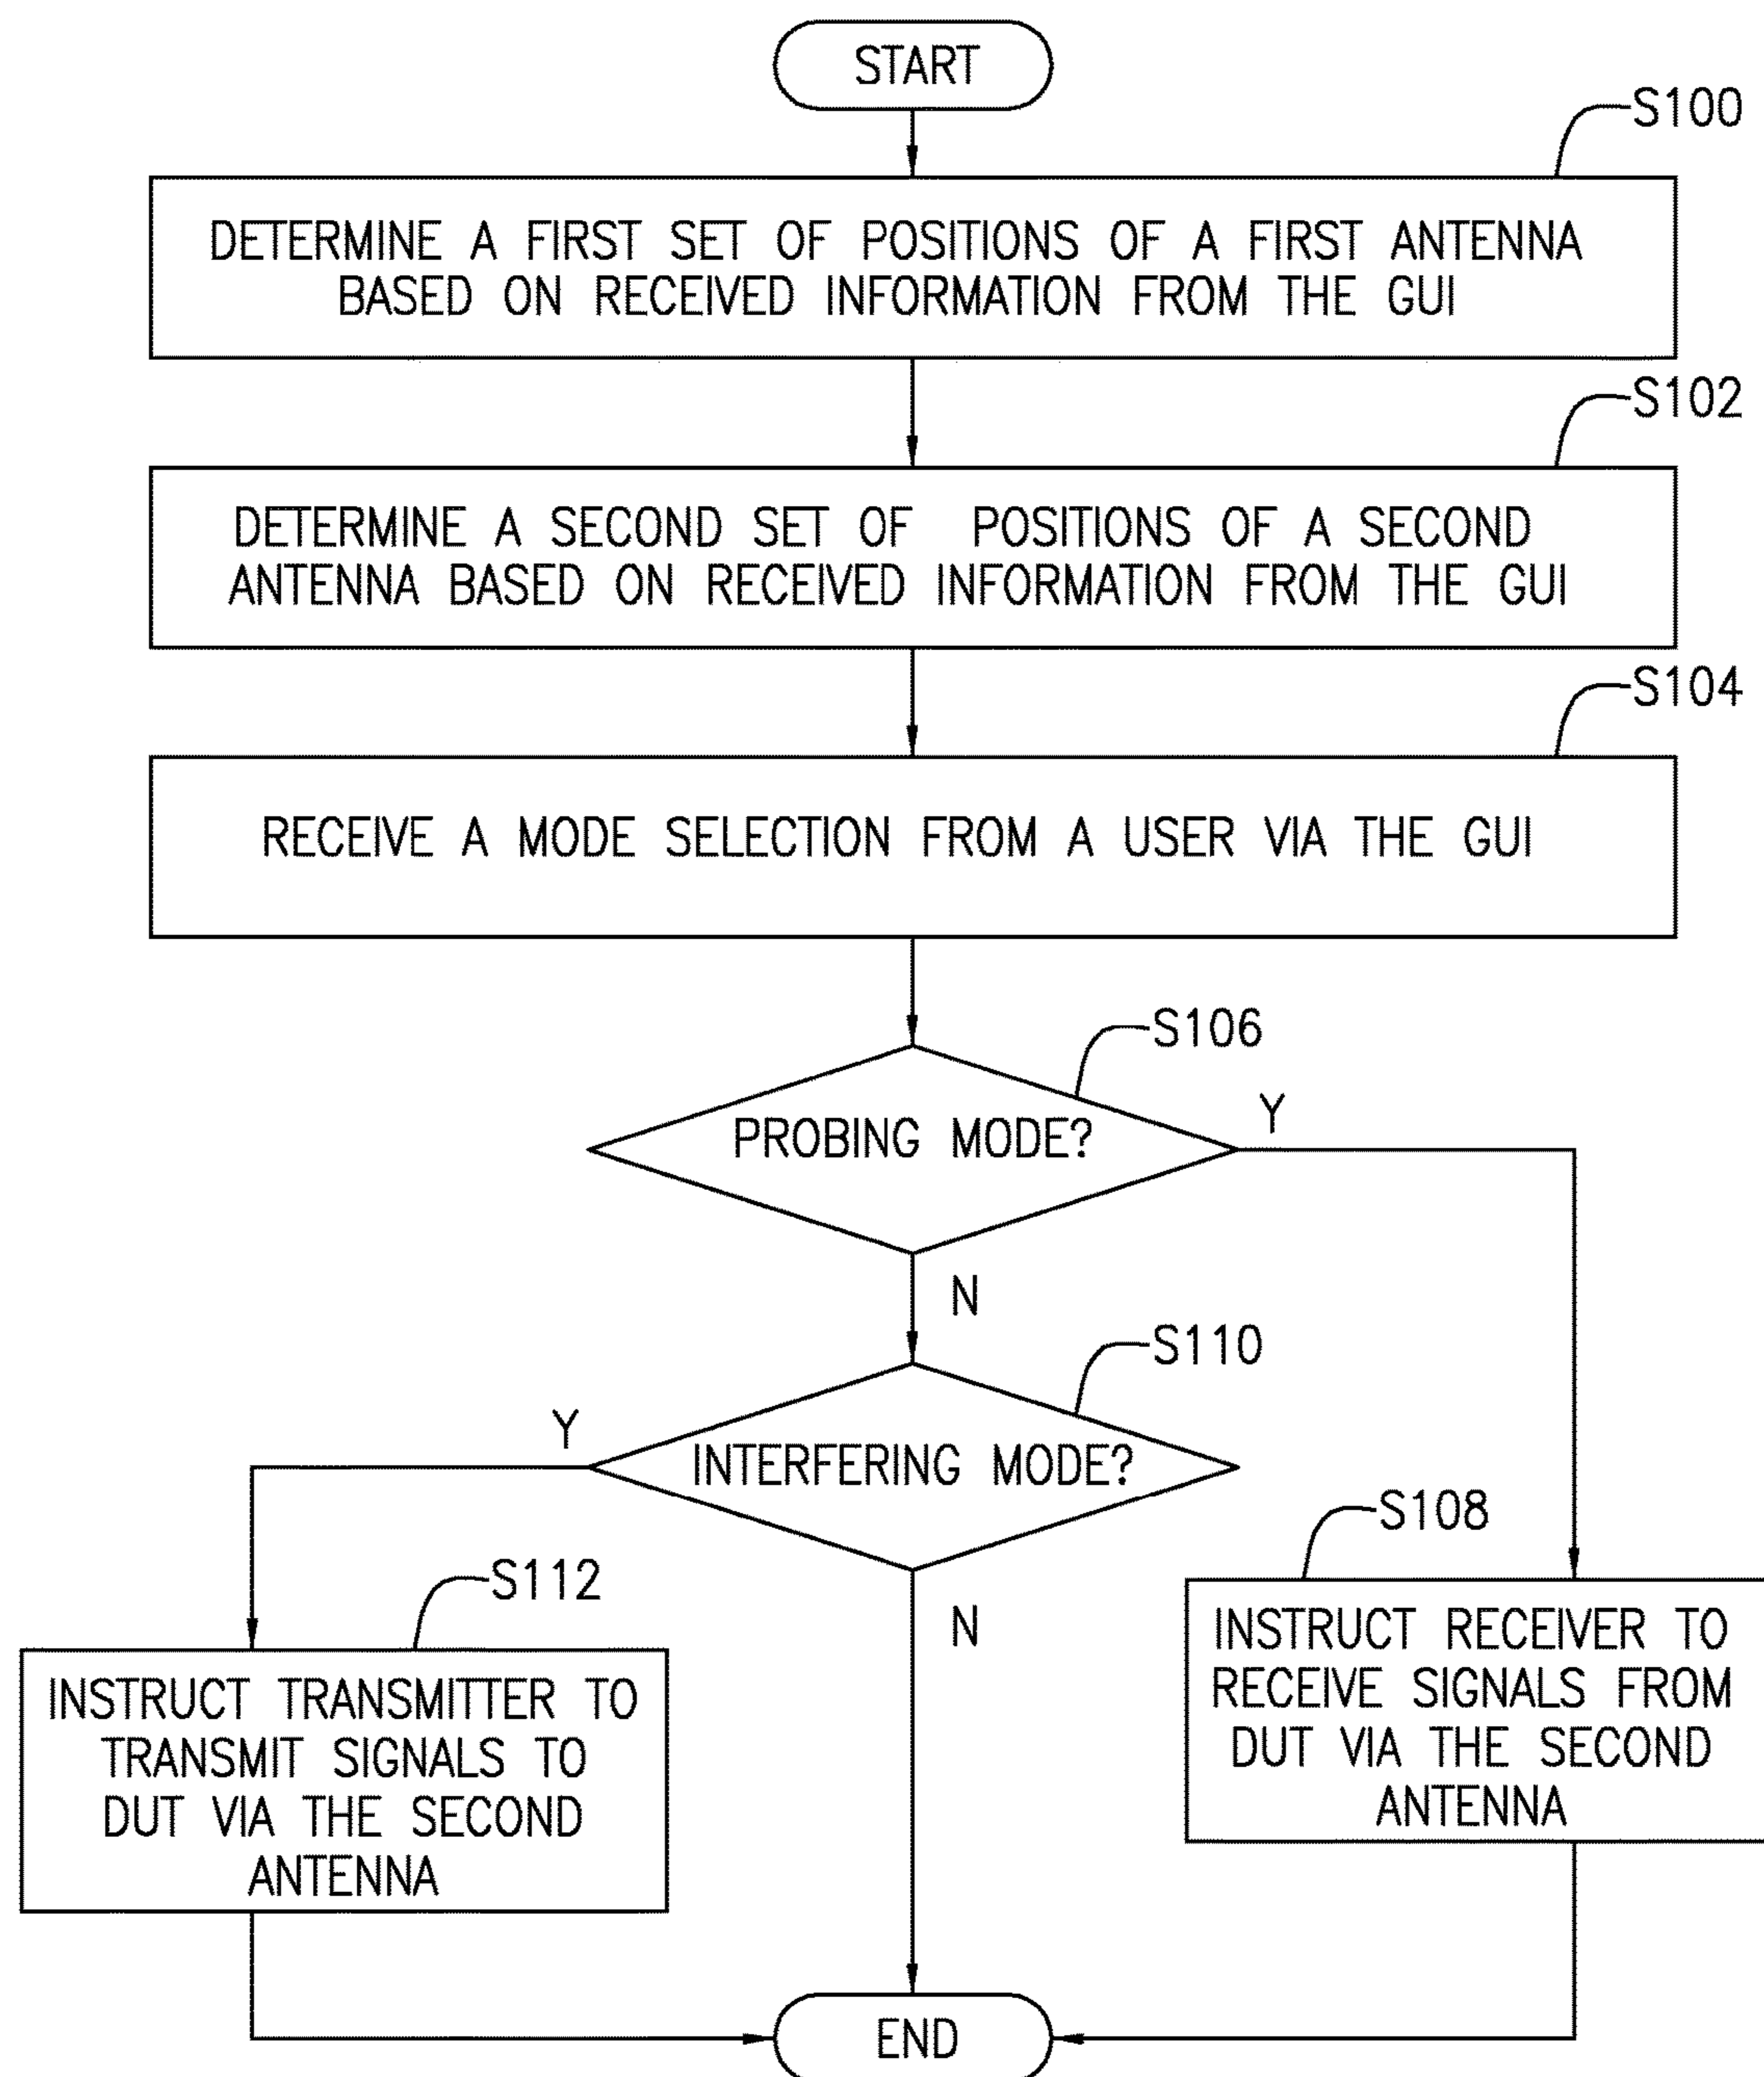 START
S100
DETERMINE A FIRST SET OF POSITIONS OF A FIRST ANTENNA
BASED ON RECEIVED INFORMATION FROM THE GUI
S102
DETERMINE A SECOND SET OF POSITIONS OF A SECOND
ANTENNA BASED ON RECEIVED INFORMATION FROM THE GUI
S104
RECEIVE A MODE SELECTION FROM A USER VIA THE GUI
S106
PROBING MODE?
Y
N
S110
INTERFERING MODE?
Y
N
S108
INSTRUCT RECEIVER TO
RECEIVE SIGNALS FROM
DUT VIA THE SECOND
ANTENNA
S112
INSTRUCT TRANSMITTER TO
TRANSMIT SIGNALS TO
DUT VIA THE SECOND
ANTENNA
END